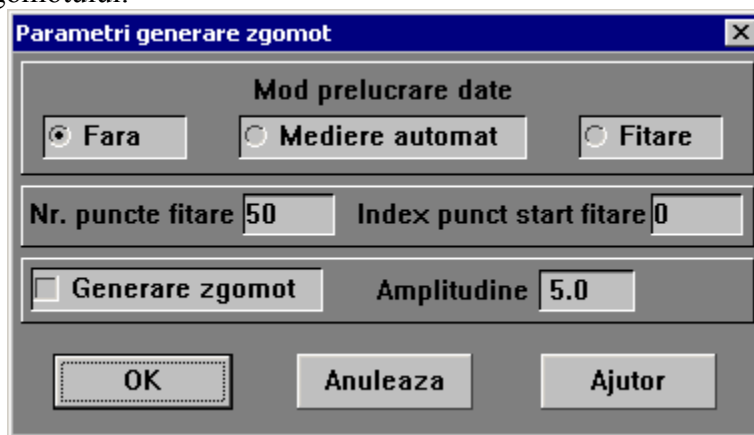 gomotului.
Parametri generare zgomot
Mod prelucrare date
Fara Mediere automat Fitare
Nr. puncte fitare 50 Index punct start fitare 0
Generare zgomot Amplitudine 5.0
OK Anuleaza Ajutor